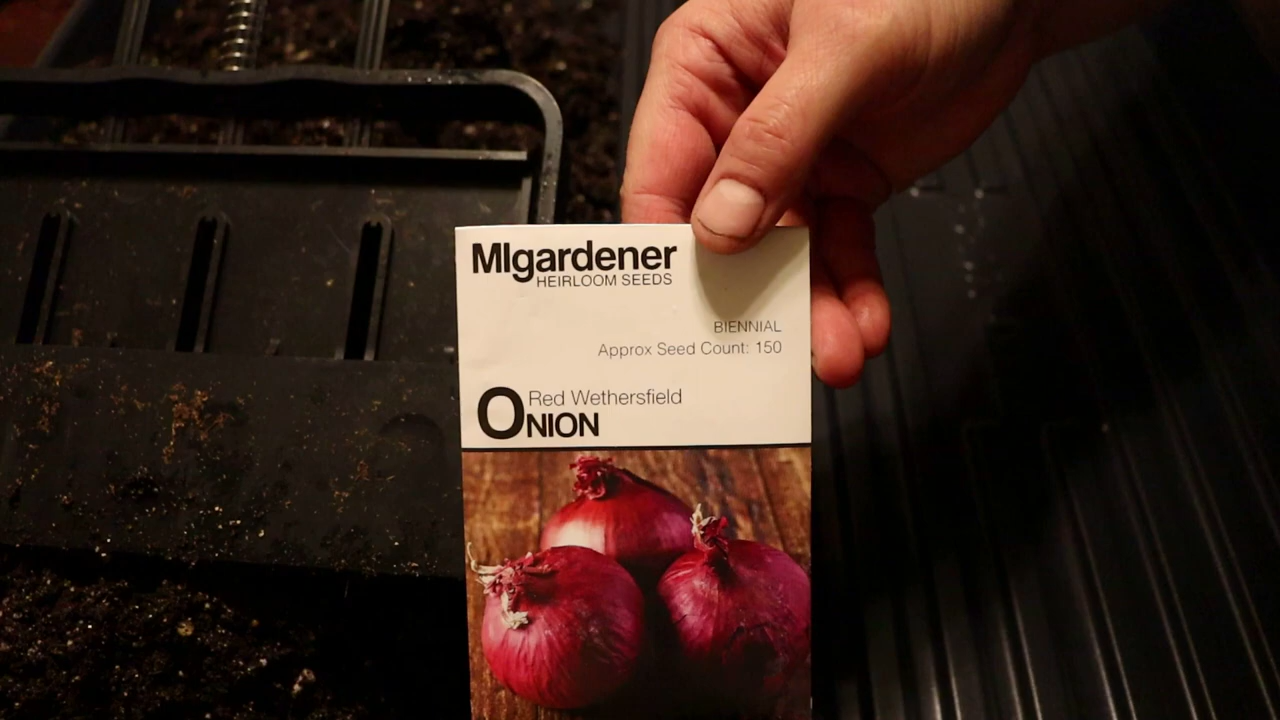 MIgardener
HEIRLOOM SEEDS
BIENNIAL
Approx Seed Count: 150
Red Wethersfield
ONION